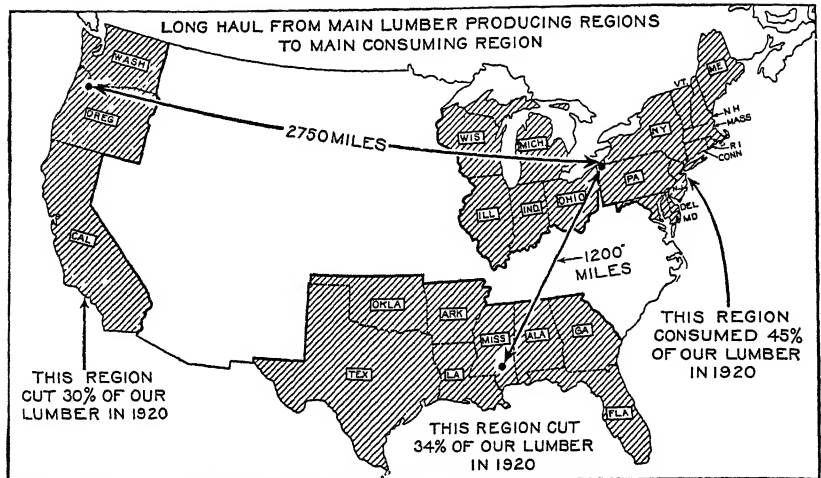 LONG HAUL FROM MAIN LUMBER PRODUCING REGIONS
TO MAIN CONSUMING REGION
WASH
OREG
CAL
2750 MILES
WIS
MICH
ILL
IND
OHIO
NY
PA
VT.
ME
N H
MASS
R I
CONN
N.J.
DEL
MD
1200
MILES
OKLA
TEX
ARK
LA
MISS
ALA
GA
FLA
THIS REGION
CUT 30% OF OUR
LUMBER IN 1920
THIS REGION CUT
34% OF OUR LUMBER
IN 1920
THIS REGION
CONSUMED 45%
OF OUR LUMBER
IN 1920